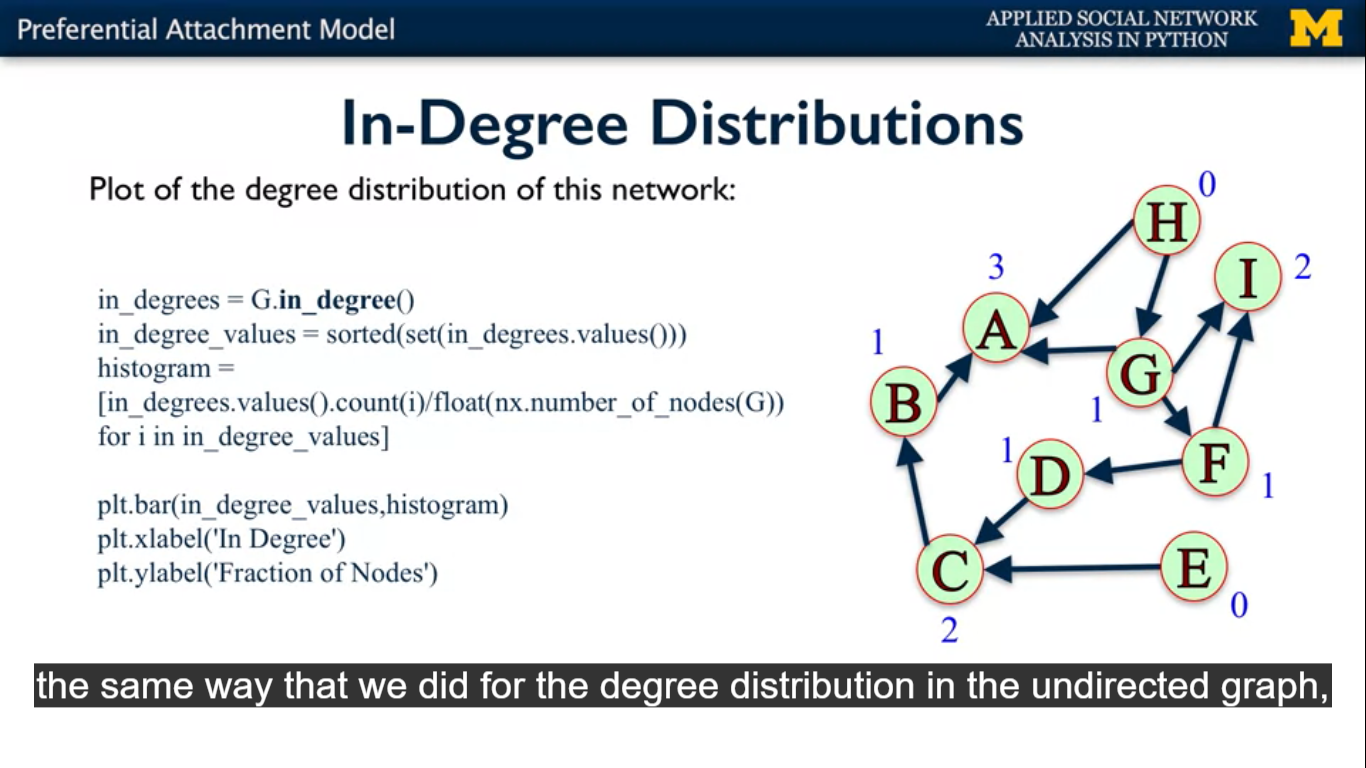 Preferential Attachment Model
APPLIED SOCIAL NETWORK
ANALYSIS IN PYTHON
M
In-Degree Distributions
Plot of the degree distribution of this network:
in_degrees = G.in_degree()
in_degree_values = sorted(set(in_degrees.values()))
histogram =
[in_degrees.values().count(i)/float(nx.number_of_nodes(G))
for i in in_degree_values]
plt.bar(in_degree_values,histogram)
plt.xlabel('In Degree')
plt.ylabel('Fraction of Nodes')
0
H
3
I
2
A
1
G
B
1
1
D
F
1
C
E
2
0
the same way that we did for the degree distribution in the undirected graph,